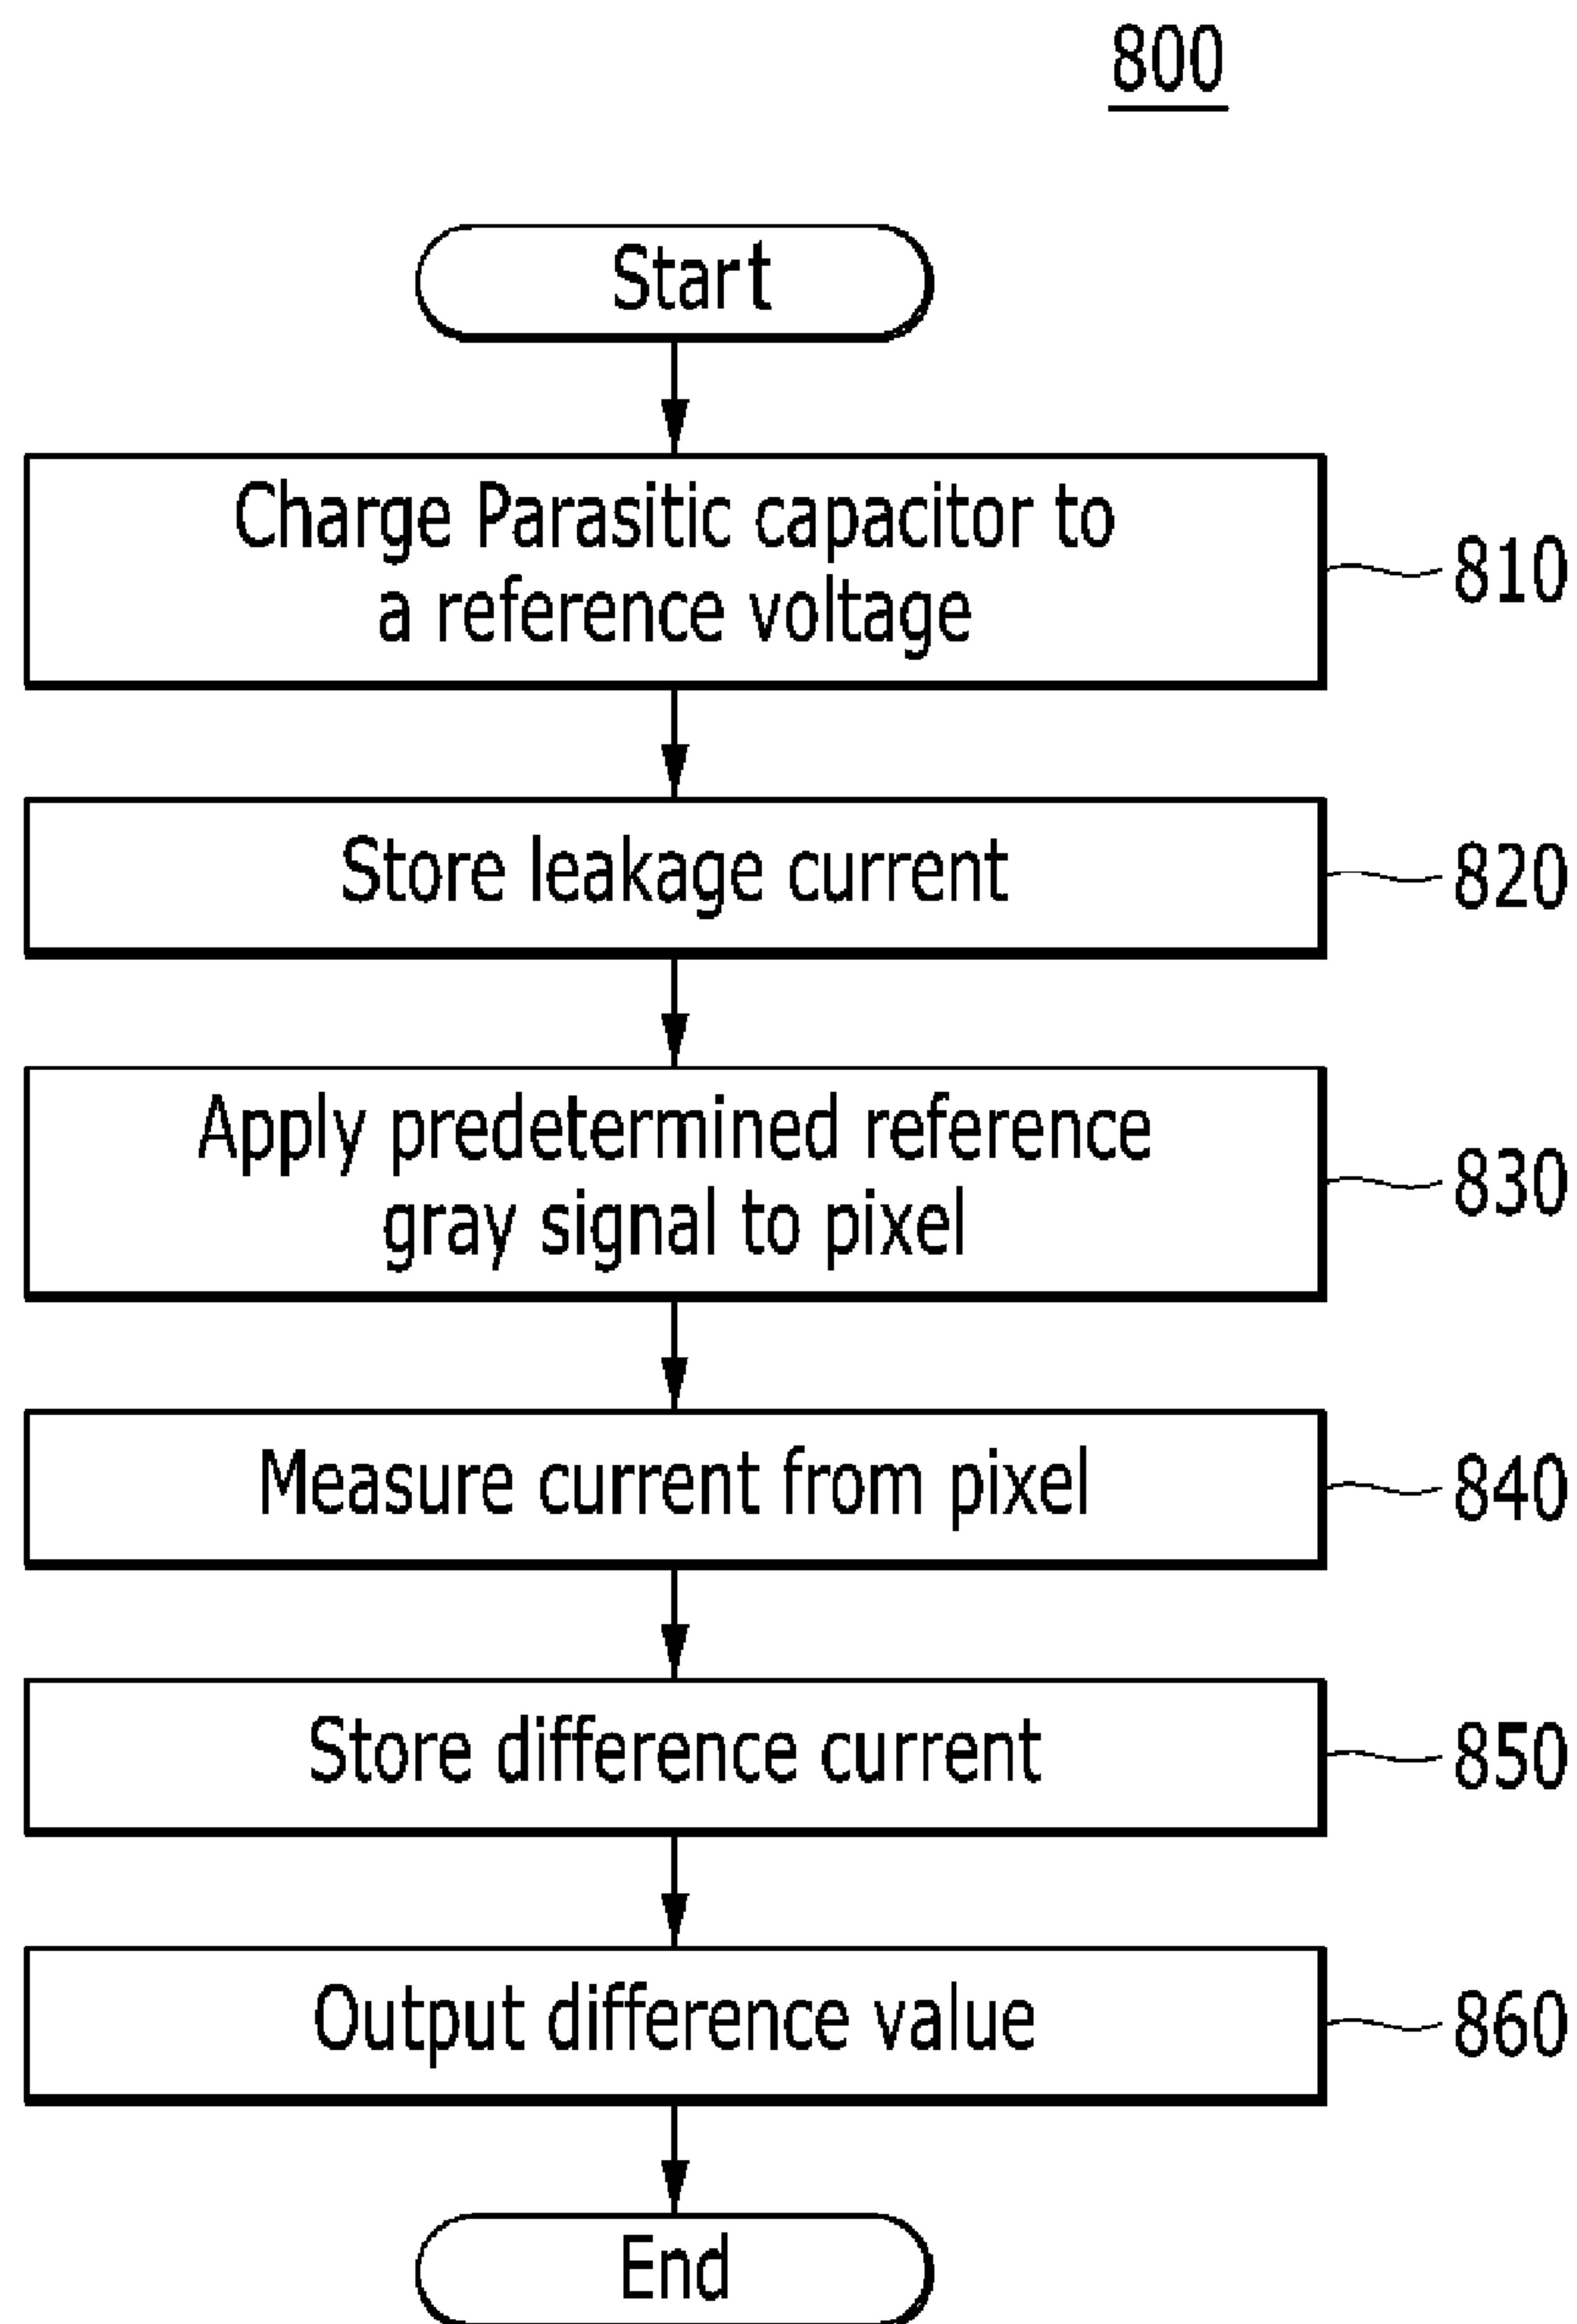 800
Start
Charge Parasitic capacitor to
a reference voltage
810
Store leakage current
820
Apply predetermined reference
gray signal to pixel
830
Measure current from pixel
840
Store difference current
850
Output difference value
860
End